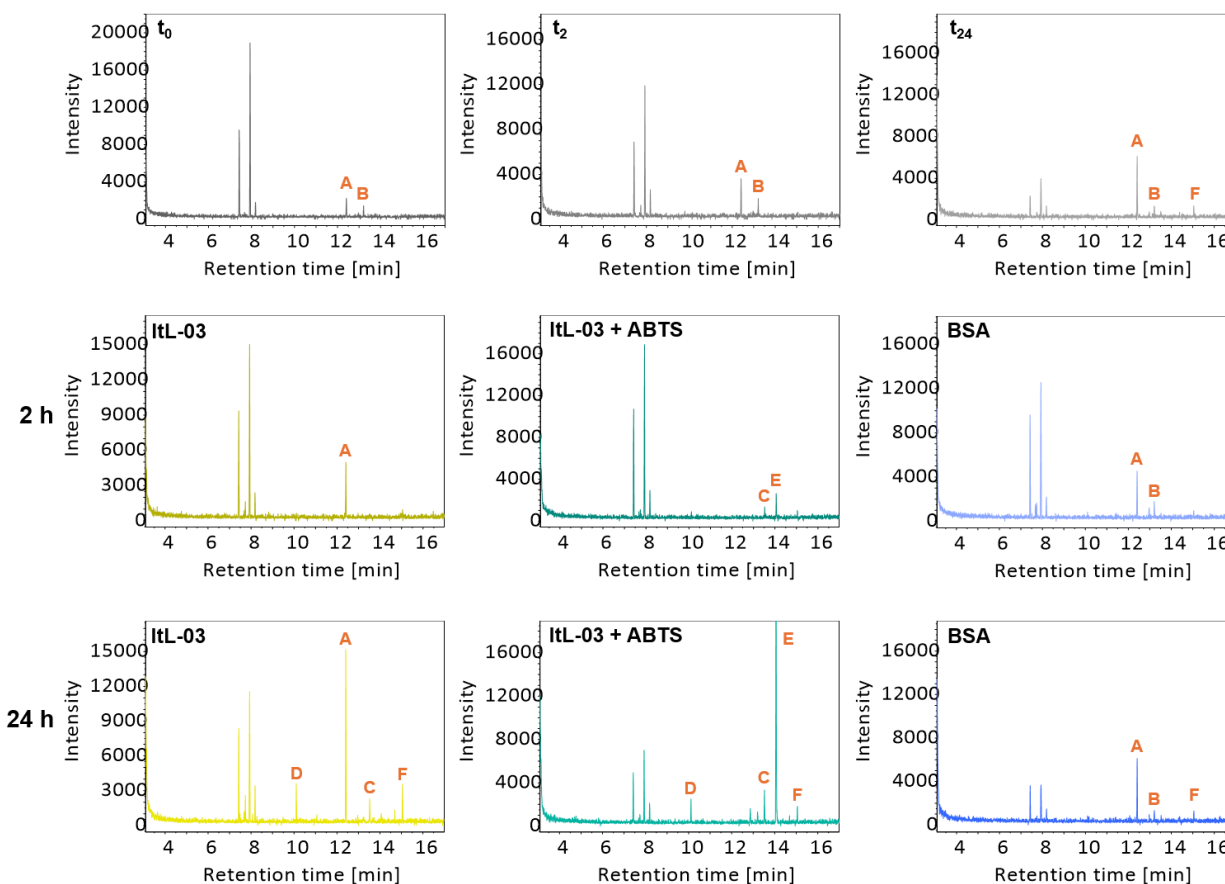 t₀
Intensity
20000
16000
12000
8000
4000
0
A
B
4 6 8 10 12 14 16
Retention time [min]
t₂
Intensity
16000
12000
8000
4000
0
A
B
4 6 8 10 12 14 16
Retention time [min]
t₂₄
Intensity
16000
12000
8000
4000
0
A
B
F
4 6 8 10 12 14 16
Retention time [min]
2 h
ItL-03
Intensity
15000
12000
9000
6000
3000
0
A
4 6 8 10 12 14 16
Retention time [min]
ItL-03 + ABTS
Intensity
16000
12000
8000
4000
0
C
E
4 6 8 10 12 14 16
Retention time [min]
BSA
Intensity
16000
12000
8000
4000
0
A
B
4 6 8 10 12 14 16
Retention time [min]
24 h
ItL-03
Intensity
15000
12000
9000
6000
3000
0
D
A
C
F
4 6 8 10 12 14 16
Retention time [min]
ItL-03 + ABTS
Intensity
16000
12000
8000
4000
0
D
C
E
F
4 6 8 10 12 14 16
Retention time [min]
BSA
Intensity
16000
12000
8000
4000
0
A
B
F
4 6 8 10 12 14 16
Retention time [min]